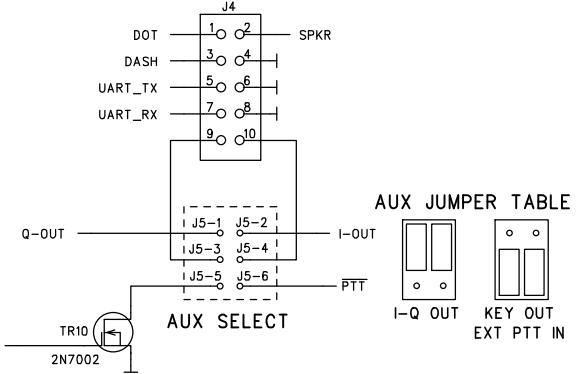 J4
DOT 1 2 SPKR
DASH 3 4
UART_TX 5 6
UART_RX 7 8
9 10
AUX JUMPER TABLE
Q-OUT J5-1 J5-2 I-OUT
J5-3 J5-4
J5-5 J5-6 PTT
AUX SELECT
I-Q OUT
KEY OUT
EXT PTT IN
TR10
2N7002